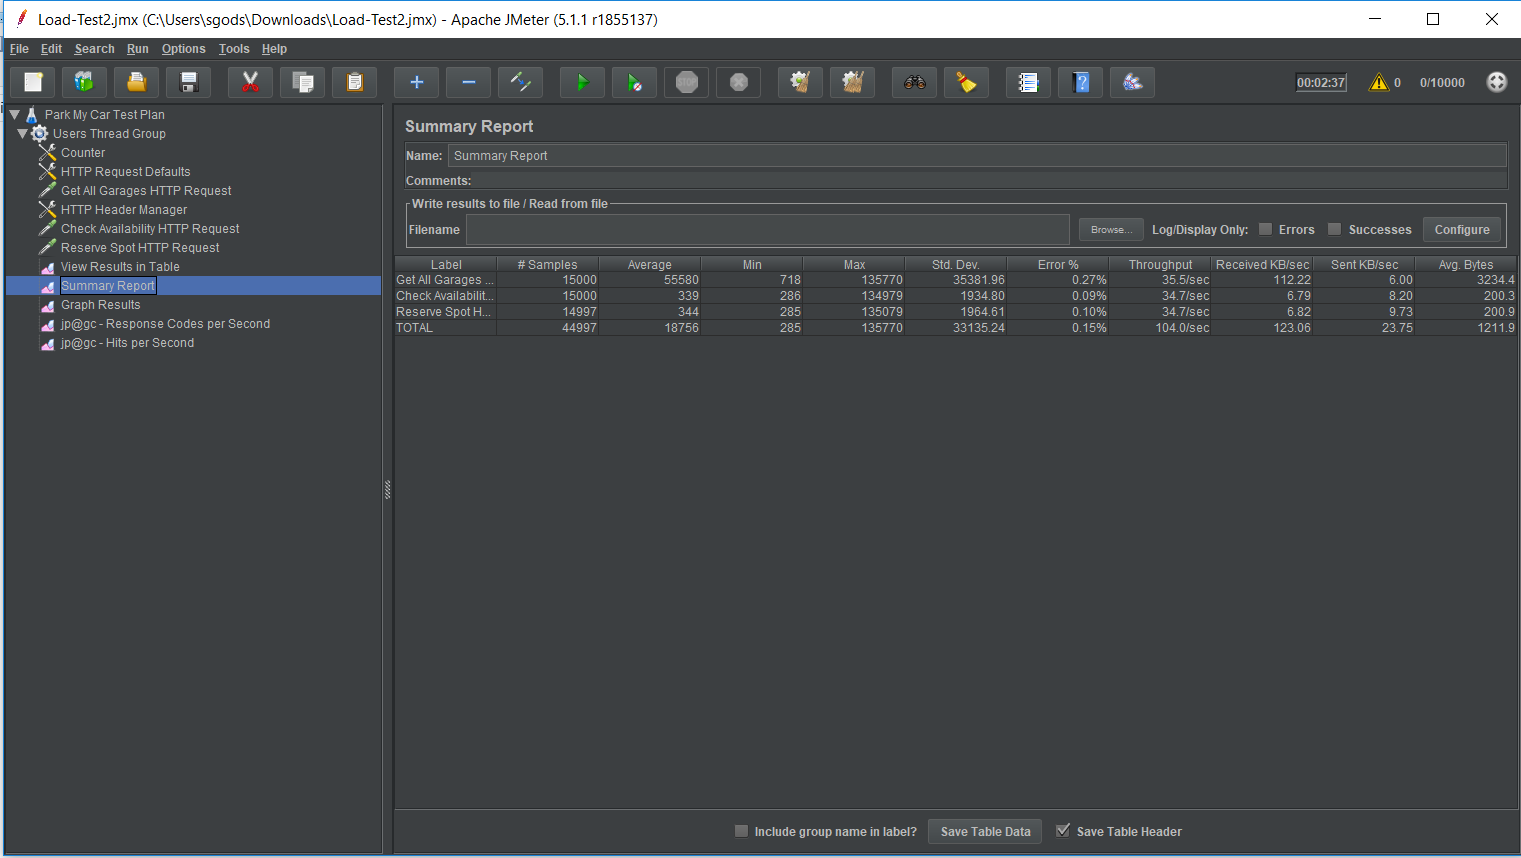 Load-Test2.jmx (C:\Users\sgods\Downloads\Load-Test2.jmx) - Apache JMeter (5.1.1 r1855137)
File Edit Search Run Options Tools Help
STOP
00:02:37 0 0/10000
Park My Car Test Plan
Users Thread Group
Counter
HTTP Request Defaults
Get All Garages HTTP Request
HTTP Header Manager
Check Availability HTTP Request
Reserve Spot HTTP Request
View Results in Table
Summary Report
Graph Results
jp@gc - Response Codes per Second
jp@gc - Hits per Second
Summary Report
Name: Summary Report
Comments:
Write results to file / Read from file
Filename Browse... Log/Display Only: Errors Successes Configure
Label # Samples Average Min Max Std. Dev. Error % Throughput Received KB/sec Sent KB/sec Avg. Bytes
Get All Garages ... 15000 55580 718 135770 35381.96 0.27% 35.5/sec 112.22 6.00 3234.4
Check Availabilit... 15000 339 286 134979 1934.80 0.09% 34.7/sec 6.79 8.20 200.3
Reserve Spot H... 14997 344 285 135079 1964.61 0.10% 34.7/sec 6.82 9.73 200.9
TOTAL 44997 18756 285 135770 33135.24 0.15% 104.0/sec 123.06 23.75 1211.9
Include group name in label? Save Table Data Save Table Header